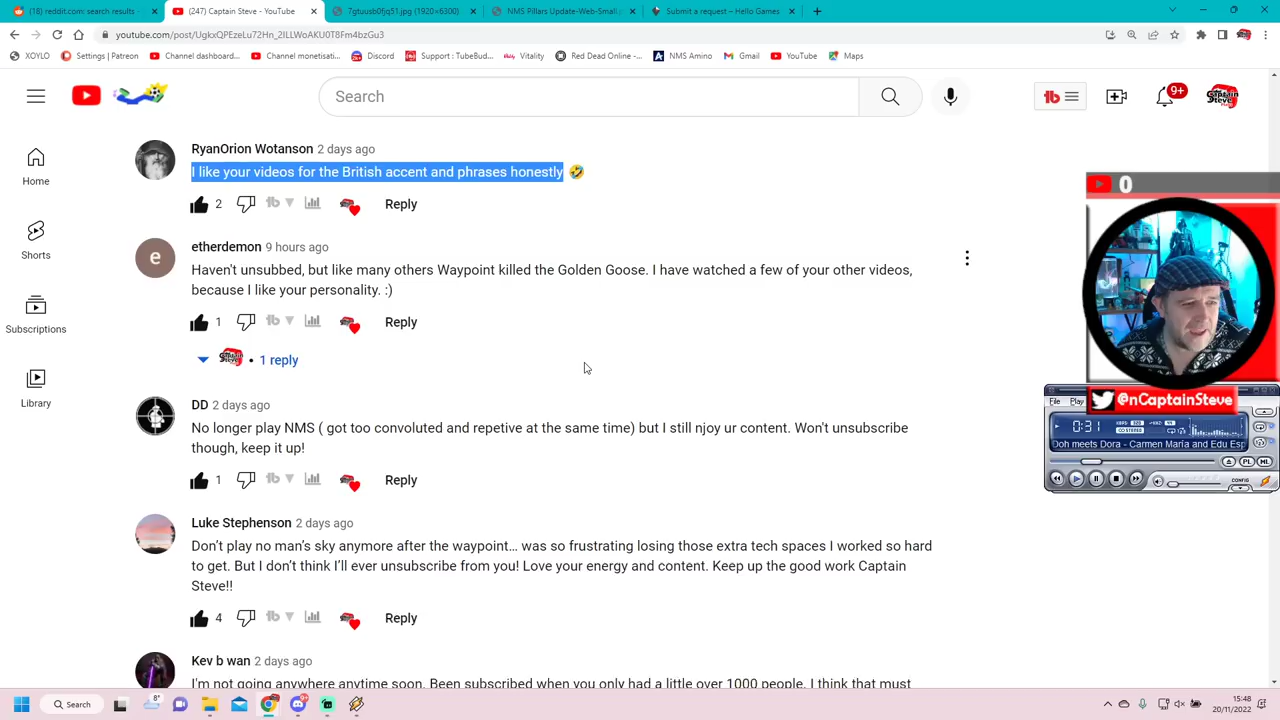 (18) reddit.com: search results -
(247) Captain Steve - YouTube
7gtuusb0fjq51.jpg (1920×6300)
NMS Pillars Update-Web-Small.j
Submit a request – Hello Games
youtube.com/post/UgkxQPEzeLu72Hn_2ILLWoAKU0T8Fm4bzGu3
XOYLO
Settings | Patreon
Channel dashboard...
Channel monetisati...
Discord
Support : TubeBud...
Vitality
Red Dead Online -...
NMS Amino
Gmail
YouTube
Maps
Search
9+
Home
Shorts
Subscriptions
Library
RyanOrion Wotanson 2 days ago
I like your videos for the British accent and phrases honestly 🤣
2 Reply
etherdemon 9 hours ago
Haven't unsubbed, but like many others Waypoint killed the Golden Goose. I have watched a few of your other videos,
because I like your personality. :)
1 Reply
• 1 reply
DD 2 days ago
No longer play NMS ( got too convoluted and repetive at the same time) but I still njoy ur content. Won't unsubscribe
though, keep it up!
1 Reply
Luke Stephenson 2 days ago
Don't play no man's sky anymore after the waypoint... was so frustrating losing those extra tech spaces I worked so hard
to get. But I don't think I'll ever unsubscribe from you! Love your energy and content. Keep up the good work Captain
Steve!!
4 Reply
Kev b wan 2 days ago
I'm not going anywhere anytime soon. Been subscribed when you only had a little over 1000 people. I think that must
0
@nCaptainSteve
File Play
0:31
Doh meets Dora - Carmen María and Edu Esp
PL ML
CONFIG
8°
Search
15:48
20/11/2022